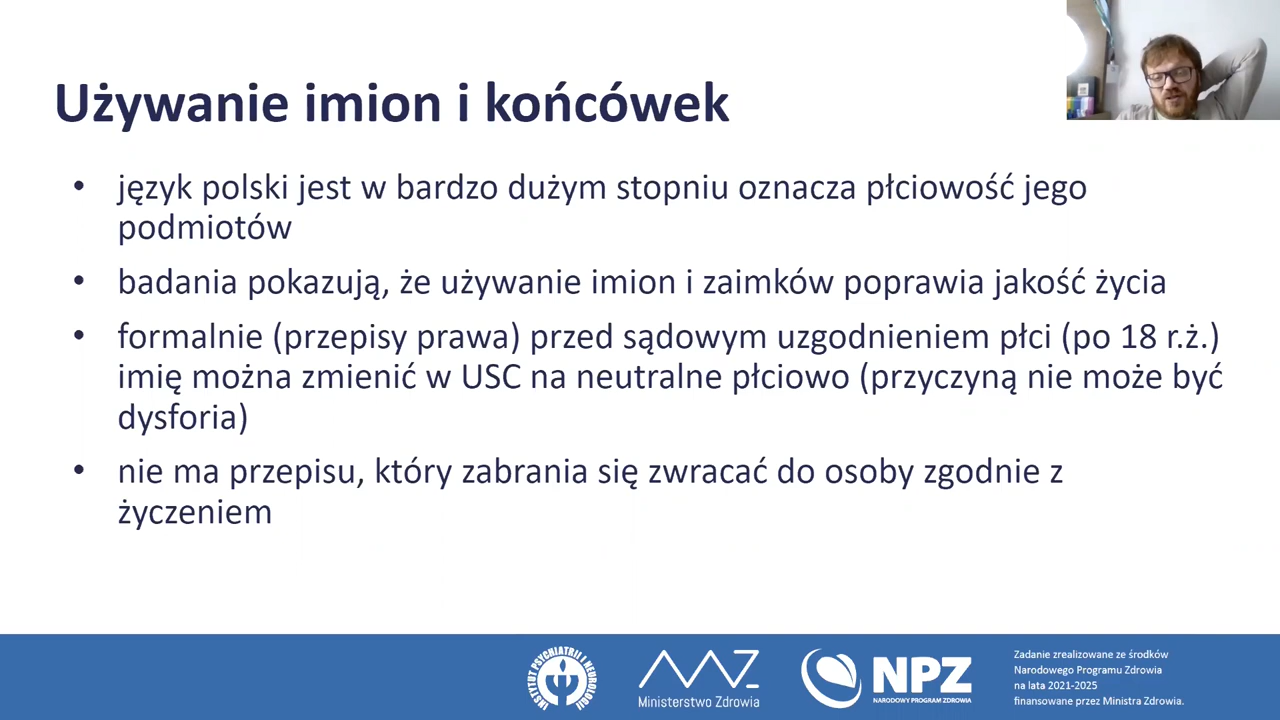 Używanie imion i końcówek
• język polski jest w bardzo dużym stopniu oznacza płciowość jego
podmiotów
• badania pokazują, że używanie imion i zaimków poprawia jakość życia
• formalnie (przepisy prawa) przed sądowym uzgodnieniem płci (po 18 r.ż.)
imię można zmienić w USC na neutralne płciowo (przyczyną nie może być
dysforia)
• nie ma przepisu, który zabrania się zwracać do osoby zgodnie z
życzeniem
INSTYTUT PSYCHIATRII I NEUROLOGII
Ministerstwo Zdrowia
NPZ
NARODOWY PROGRAM ZDROWIA
Zadanie zrealizowane ze środków
Narodowego Programu Zdrowia
na lata 2021-2025
finansowane przez Ministra Zdrowia.